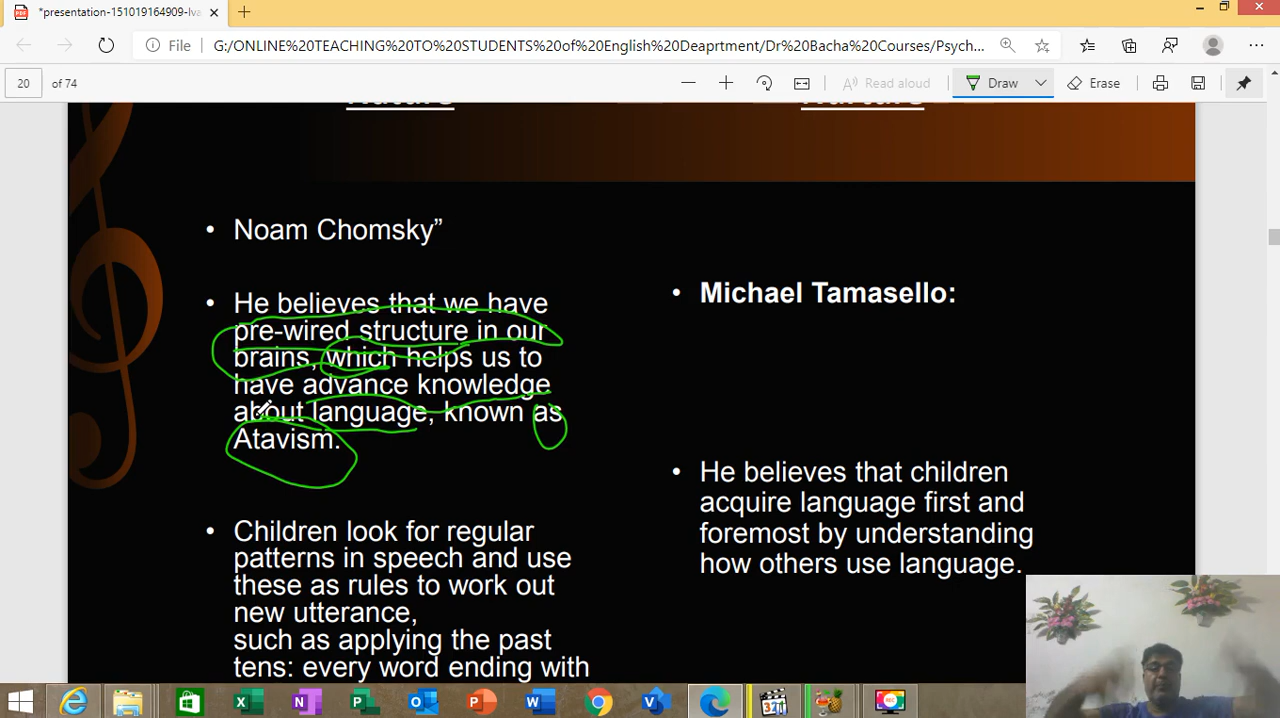 *presentation-151019164909-lva
File
G:/ONLINE%20TEACHING%20TO%20STUDENTS%20of%20English%20Deaprtment/Dr%20Bacha%20Courses/Psych...
20 of 74
Read aloud
Draw
Erase
Nature
Nurture
• Noam Chomsky”
• He believes that we have
pre-wired structure in our
brains, which helps us to
have advance knowledge
about language, known as
Atavism.
• Children look for regular
patterns in speech and use
these as rules to work out
new utterance,
such as applying the past
tens: every word ending with
• Michael Tamasello:
• He believes that children
acquire language first and
foremost by understanding
how others use language.